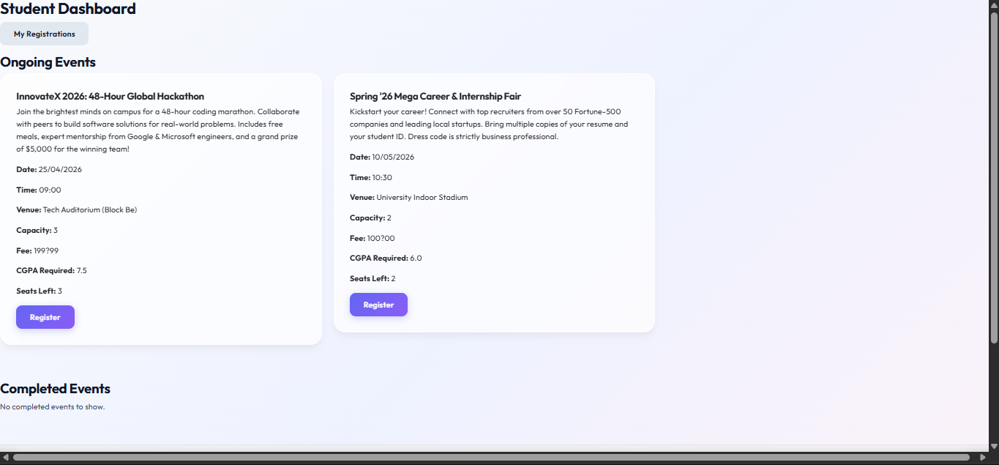 Student Dashboard
My Registrations
Ongoing Events
InnovateX 2026: 48-Hour Global Hackathon
Join the brightest minds on campus for a 48-hour coding marathon. Collaborate
with peers to build software solutions for real-world problems. Includes free
meals, expert mentorship from Google & Microsoft engineers, and a grand prize
of $5,000 for the winning team!
Date: 25/04/2026
Time: 09:00
Venue: Tech Auditorium (Block Be)
Capacity: 3
Fee: 199?99
CGPA Required: 7.5
Seats Left: 3
Register
Spring '26 Mega Career & Internship Fair
Kickstart your career! Connect with top recruiters from over 50 Fortune-500
companies and leading local startups. Bring multiple copies of your resume and
your student ID. Dress code is strictly business professional.
Date: 10/05/2026
Time: 10:30
Venue: University Indoor Stadium
Capacity: 2
Fee: 100?00
CGPA Required: 6.0
Seats Left: 2
Register
Completed Events
No completed events to show.